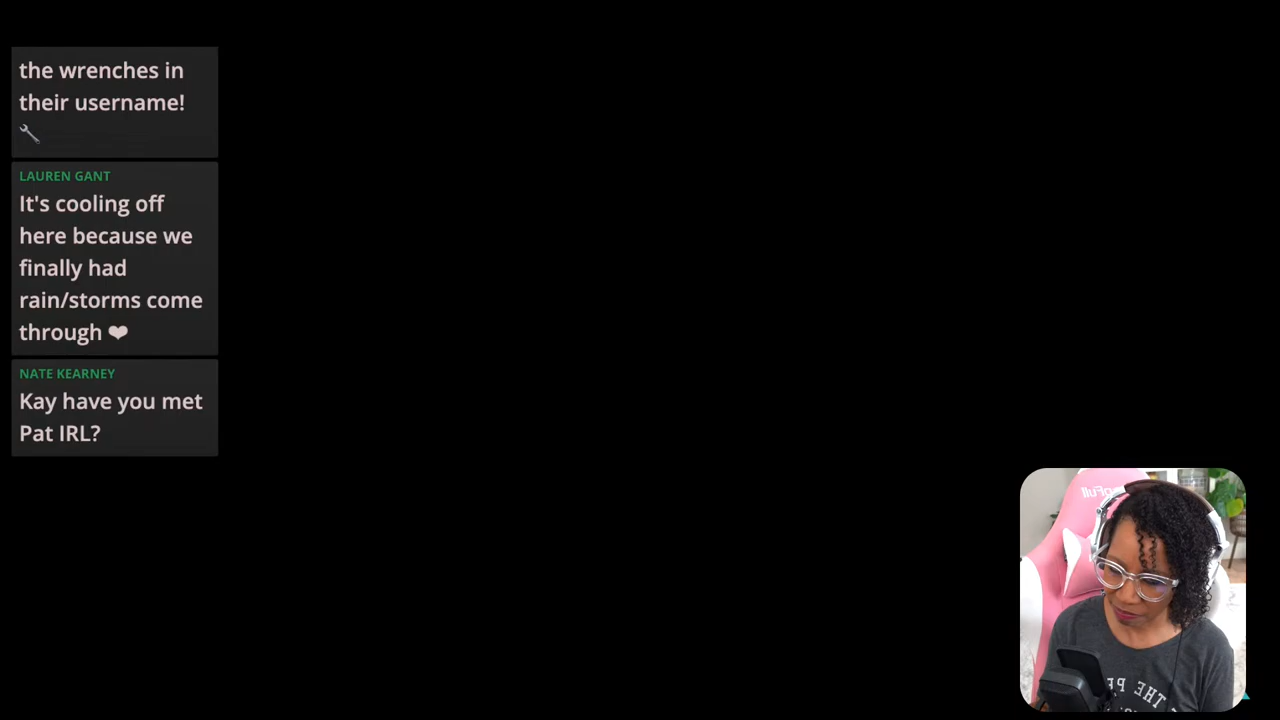 the wrenches in
their username!
🔧
LAUREN GANT
It's cooling off
here because we
finally had
rain/storms come
through ❤
NATE KEARNEY
Kay have you met
Pat IRL?